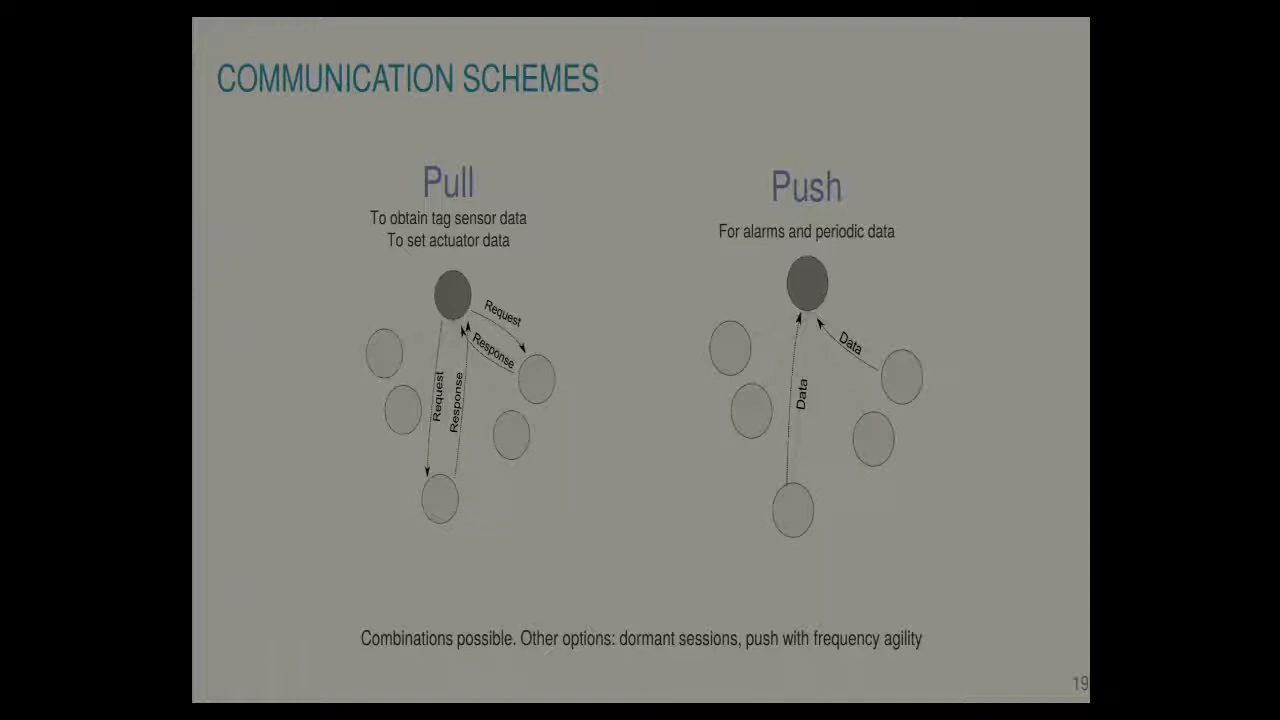 COMMUNICATION SCHEMES
Pull
To obtain tag sensor data
To set actuator data
Request
Response
Request
Response
Push
For alarms and periodic data
Data
Data
Combinations possible. Other options: dormant sessions, push with frequency agility
19